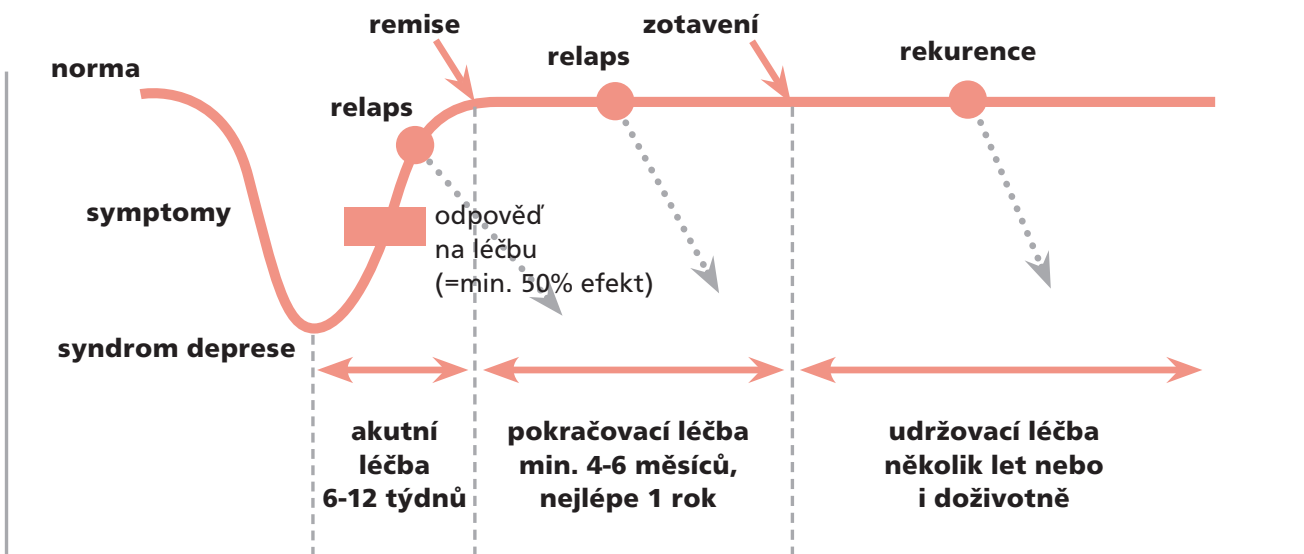 remise
zotavení
relaps
rekurence
norma
relaps
symptomy
odpověď
na léčbu
(=min. 50% efekt)
syndrom deprese
akutní
léčba
6-12 týdnů
pokračovací léčba
min. 4-6 měsíců,
nejlépe 1 rok
udržovací léčba
několik let nebo
i doživotně